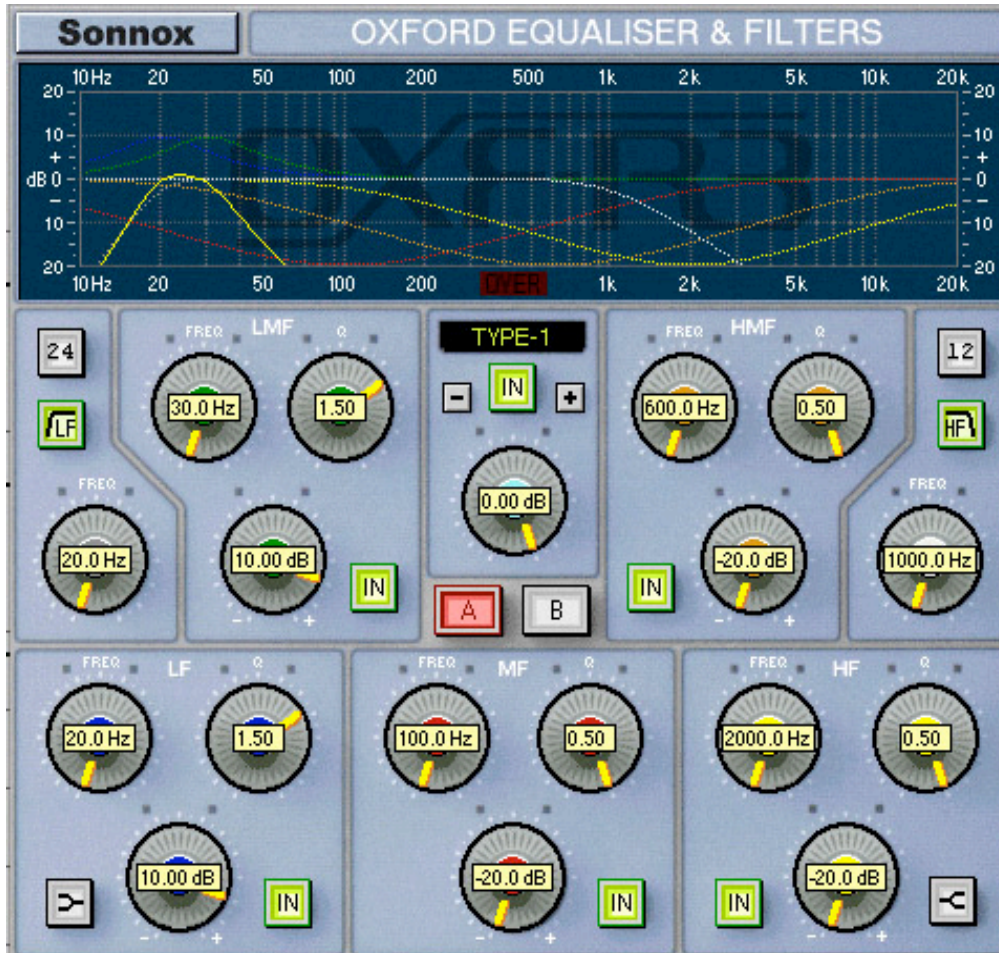 Sonnox OXFORD EQUALISER & FILTERS
10Hz 20 50 100 200 500 1k 2k 5k 10k 20k
20 20
10 10
+ +
dB 0 0
− −
10 10
20 20
OXFR3
10Hz 20 50 100 200 OVER 1k 2k 5k 10k 20k
24 FREQ LMF Q TYPE-1 FREQ HMF Q 12
30.0 Hz 1.50 - IN + 600.0 Hz 0.50
LF HF
FREQ 0.00 dB FREQ
20.0 Hz 10.00 dB IN IN -20.0 dB 1000.0 Hz
- + A B - +
FREQ LF Q FREQ MF Q FREQ HF Q
20.0 Hz 1.50 100.0 Hz 0.50 2000.0 Hz 0.50
10.00 dB IN -20.0 dB IN IN -20.0 dB
- + - + - +